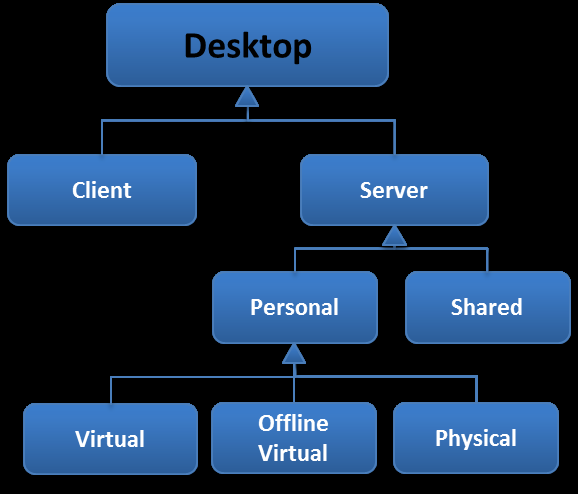 Desktop
Client
Server
Personal
Shared
Virtual
Offline
Virtual
Physical